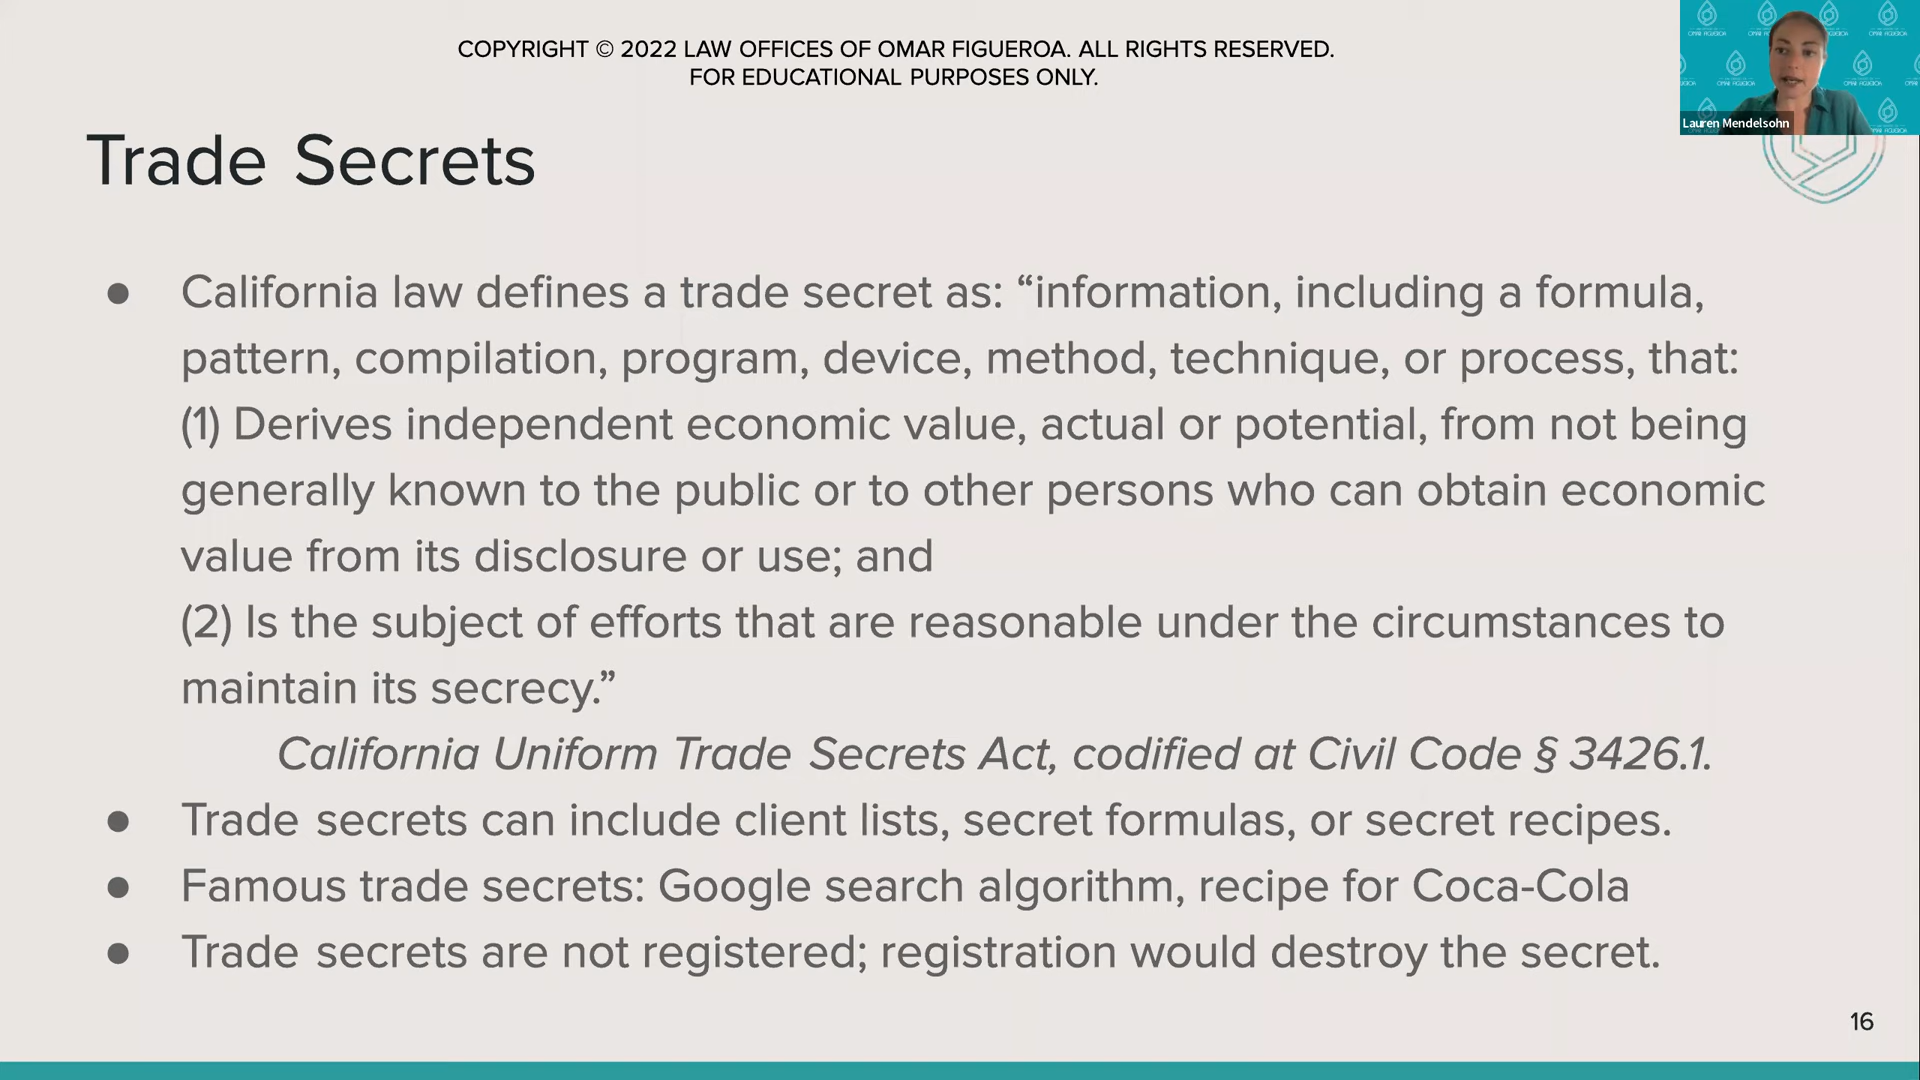 COPYRIGHT © 2022 LAW OFFICES OF OMAR FIGUEROA. ALL RIGHTS RESERVED.
FOR EDUCATIONAL PURPOSES ONLY.
Lauren Mendelsohn
Trade Secrets
● California law defines a trade secret as: “information, including a formula,
pattern, compilation, program, device, method, technique, or process, that:
(1) Derives independent economic value, actual or potential, from not being
generally known to the public or to other persons who can obtain economic
value from its disclosure or use; and
(2) Is the subject of efforts that are reasonable under the circumstances to
maintain its secrecy.”
California Uniform Trade Secrets Act, codified at Civil Code § 3426.1.
● Trade secrets can include client lists, secret formulas, or secret recipes.
● Famous trade secrets: Google search algorithm, recipe for Coca-Cola
● Trade secrets are not registered; registration would destroy the secret.
16